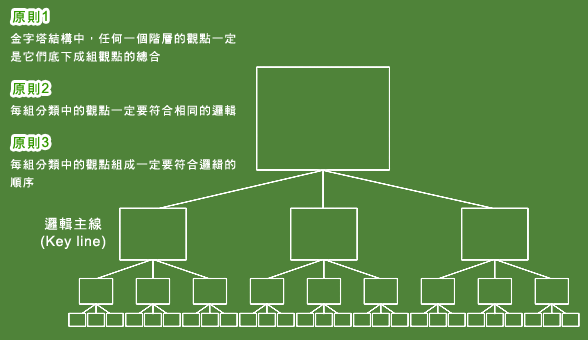 原則1
金字塔結構中，任何一個階層的觀點一定
是它們底下成組觀點的總合
原則2
每組分類中的觀點一定要符合相同的邏輯
原則3
每組分類中的觀點組成一定要符合邏緝的
順序
邏輯主線
(Key line)